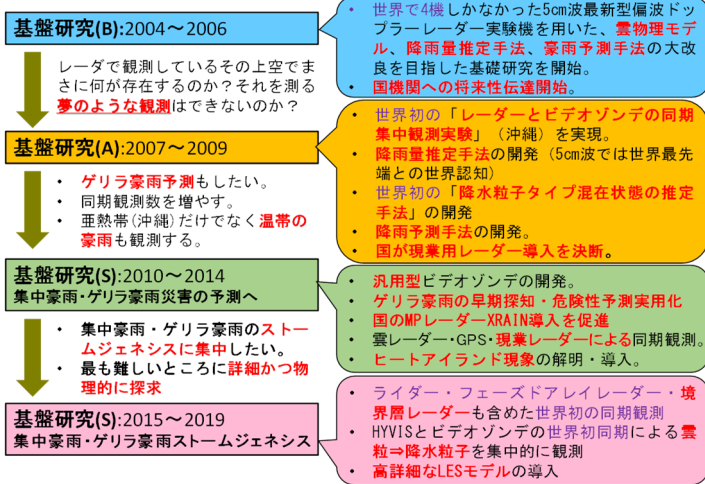 基盤研究(B):2004～2006
・ 世界で4機しかなかった5cm波最新型偏波ドップ
ラーレーダー実験機を用いた、雲物理モデ
ル、降雨量推定手法、豪雨予測手法の大改
良を目指した基礎研究を開始。
・ 国機関への将来性伝達開始。
レーダで観測しているその上空でま
さに何が存在するのか？それを測る
夢のような観測はできないのか？
基盤研究(A):2007～2009
・ 世界初の「レーダーとビデオゾンデの同期
集中観測実験」（沖縄）を実現。
・ 降雨量推定手法の開発（5cm波では世界最先
端との世界認知）
・ 世界初の「降水粒子タイプ混在状態の推定
手法」の開発
・ 降雨予測手法の開発。
・ 国が現業用レーダー導入を決断。
・ ゲリラ豪雨予測もしたい。
・ 同期観測数を増やす。
・ 亜熱帯(沖縄)だけでなく温帯の
豪雨も観測する。
基盤研究(S):2010～2014
集中豪雨・ゲリラ豪雨災害の予測へ
・ 汎用型ビデオゾンデの開発。
・ ゲリラ豪雨の早期探知・危険性予測実用化
・ 国のMPレーダーXRAIN導入を促進
・ 雲レーダー・GPS・現業レーダーによる同期観測。
・ ヒートアイランド現象の解明・導入。
・ 集中豪雨・ゲリラ豪雨のストー
ムジェネシスに集中したい。
・ 最も難しいところに詳細かつ物
理的に探求
基盤研究(S):2015～2019
集中豪雨・ゲリラ豪雨ストームジェネシス
・ ライダー・フェーズドアレイレーダー・境
界層レーダーも含めた世界初の同期観測
・ HYVISとビデオゾンデの世界初同期による雲
粒⇒降水粒子を集中的に観測
・ 高詳細なLESモデルの導入